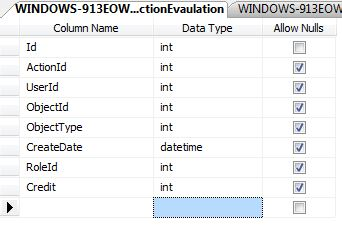 WINDOWS-913EOW...ctionEvaulation WINDOWS-913EOW
Column Name Data Type Allow Nulls
Id int
ActionId int
UserId int
ObjectId int
ObjectType int
CreateDate datetime
RoleId int
Credit int